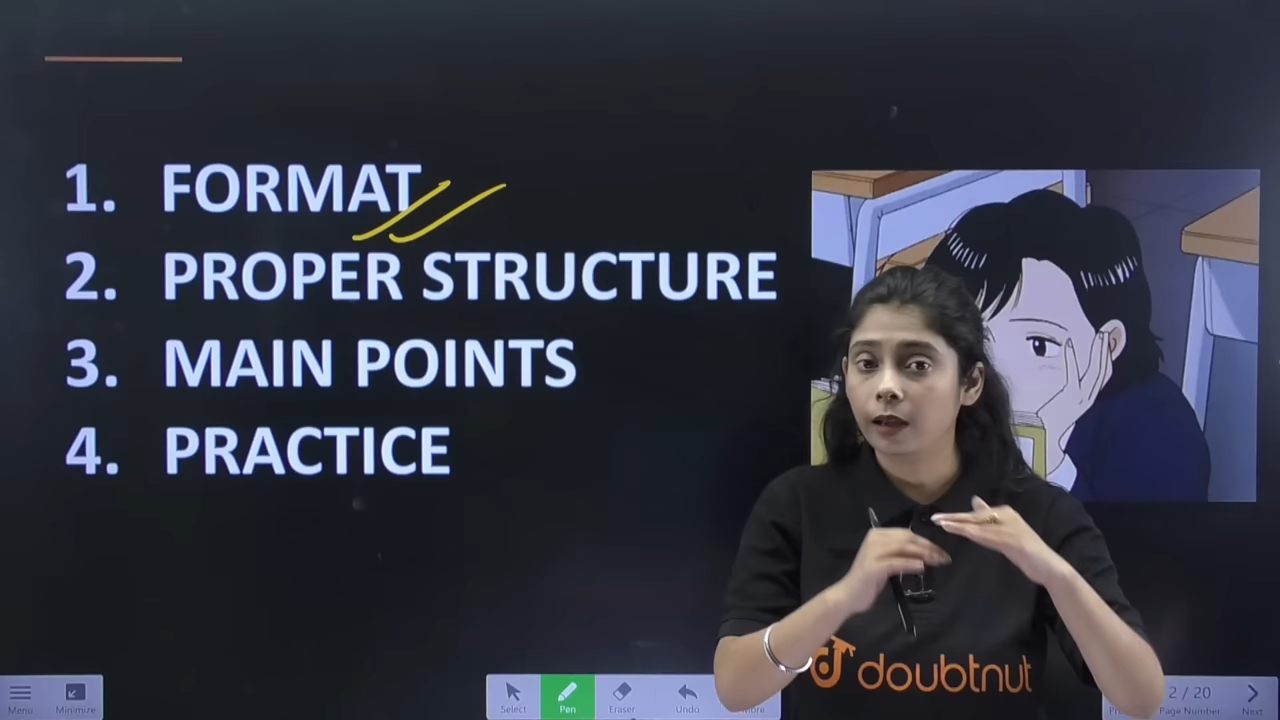 1. FORMAT
2. PROPER STRUCTURE
3. MAIN POINTS
4. PRACTICE
doubtnut
Menu
Minimize
Select
Pen
Eraser
Undo
2 / 20
Page Number
Next